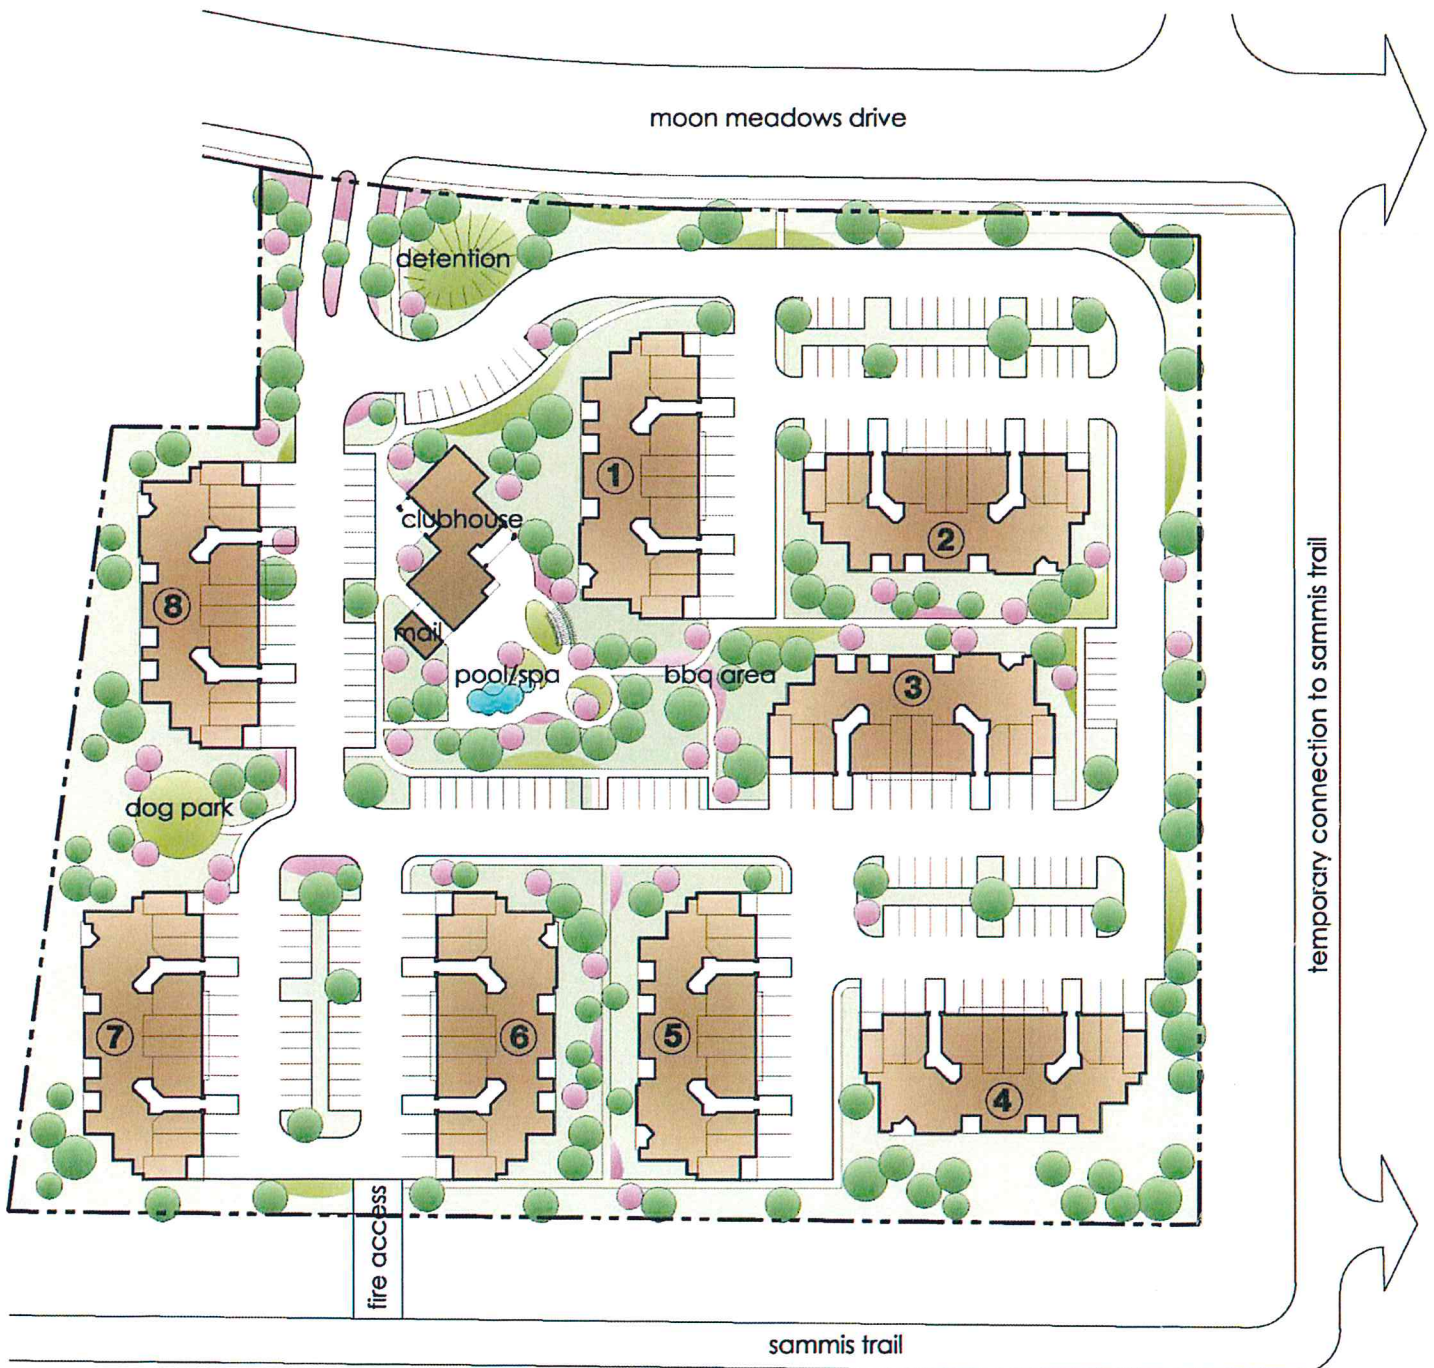 moon meadows drive
detention
1
clubhouse
2
8
mail
pool/spa
bbq area
3
dog park
temporary connection to sammis trail
7
6
5
4
fire access
sammis trail